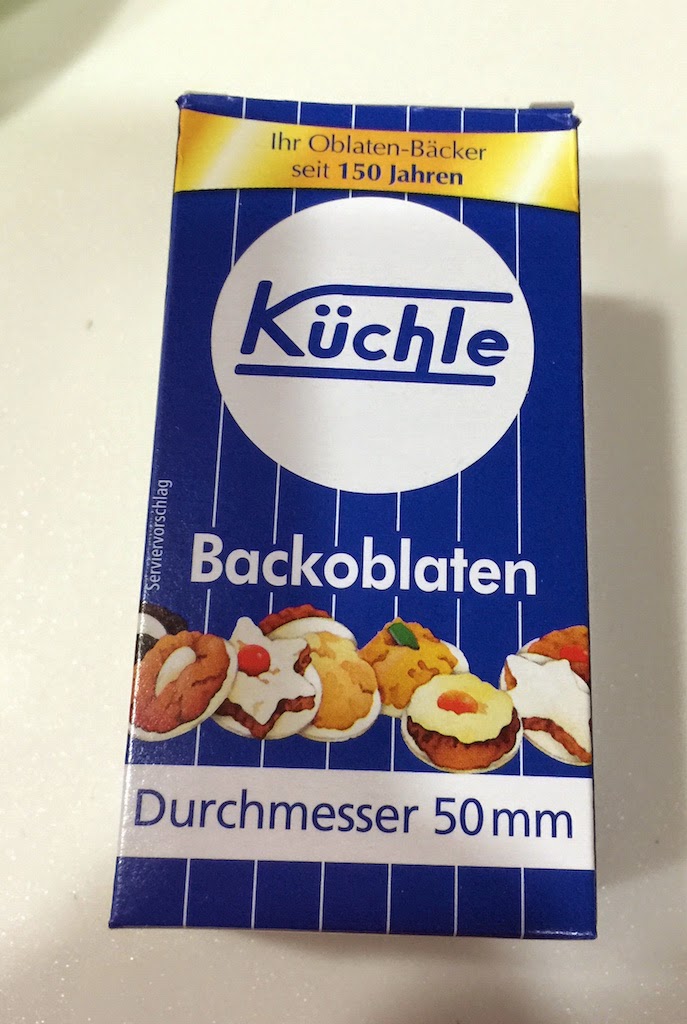 Ihr Oblaten-Bäcker
seit 150 Jahren
Küchle
Serviervorschlag
Backoblaten
Durchmesser 50 mm